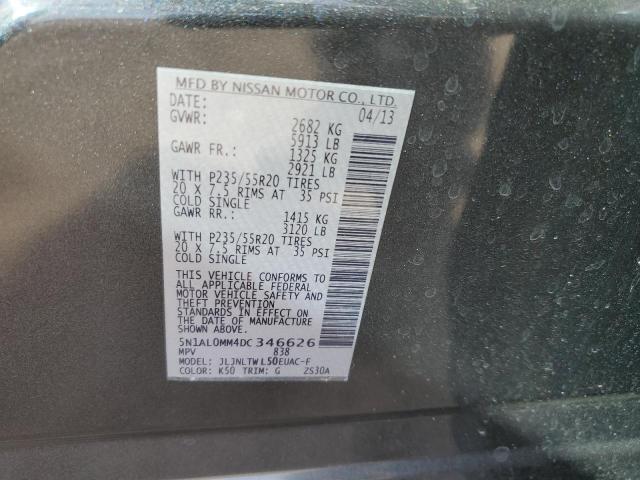 MFD BY NISSAN MOTOR CO., LTD.
DATE: 04/13
GVWR: 2682 KG
5913 LB
GAWR FR.: 1325 KG
2921 LB
WITH P235/55R20 TIRES
20 X 7.5 RIMS AT 35 PSI
COLD SINGLE
GAWR RR.: 1415 KG
3120 LB
WITH P235/55R20 TIRES
20 X 7.5 RIMS AT 35 PSI
COLD SINGLE
THIS VEHICLE CONFORMS TO
ALL APPLICABLE FEDERAL
MOTOR VEHICLE SAFETY AND
THEFT PREVENTION
STANDARDS IN EFFECT ON
THE DATE OF MANUFACTURE
SHOWN ABOVE.
5N1AL0MM4DC346626
MPV 838
MODEL: JLJNLTWL50EUAC-F
COLOR: K50 TRIM: G 2S30A